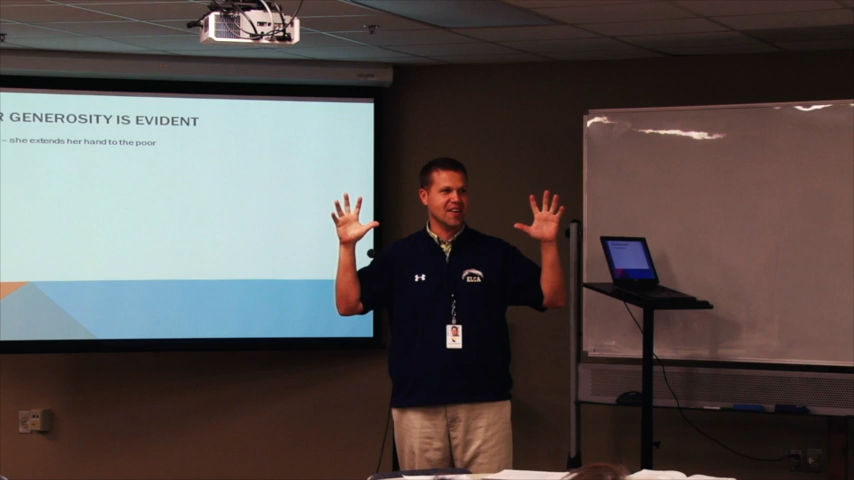 R GENEROSITY IS EVIDENT
– she extends her hand to the poor
ELCA